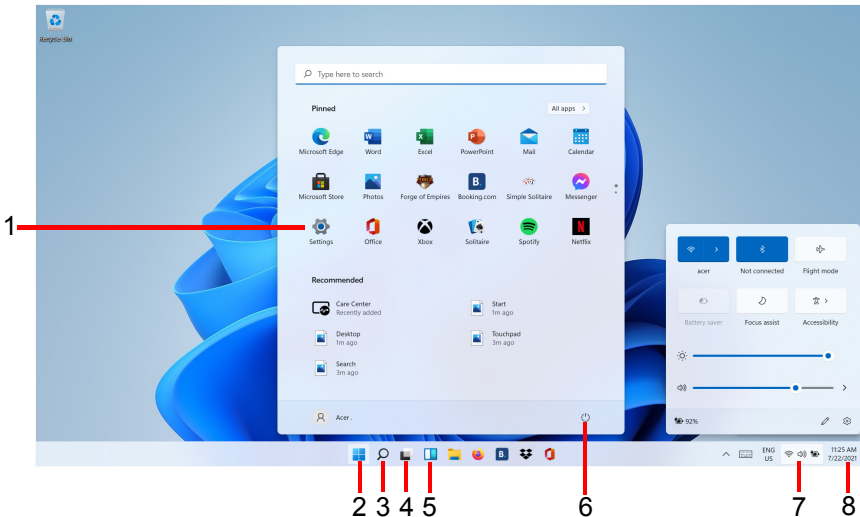 Recycle Bin
Type here to search
Pinned
All apps >
Microsoft Edge
Word
Excel
PowerPoint
Mail
Calendar
Microsoft Store
Photos
Forge of Empires
Booking.com
Simple Solitaire
Messenger
1
Settings
Office
Xbox
Solitaire
Spotify
Netflix
Recommended
Care Center
Recently added
Start
1m ago
Desktop
1m ago
Touchpad
3m ago
Search
3m ago
Acer .
acer
Not connected
Flight mode
Battery saver
Focus assist
Accessibility
92%
ENG
US
11:25 AM
7/22/2021
2
3
4
5
6
7
8